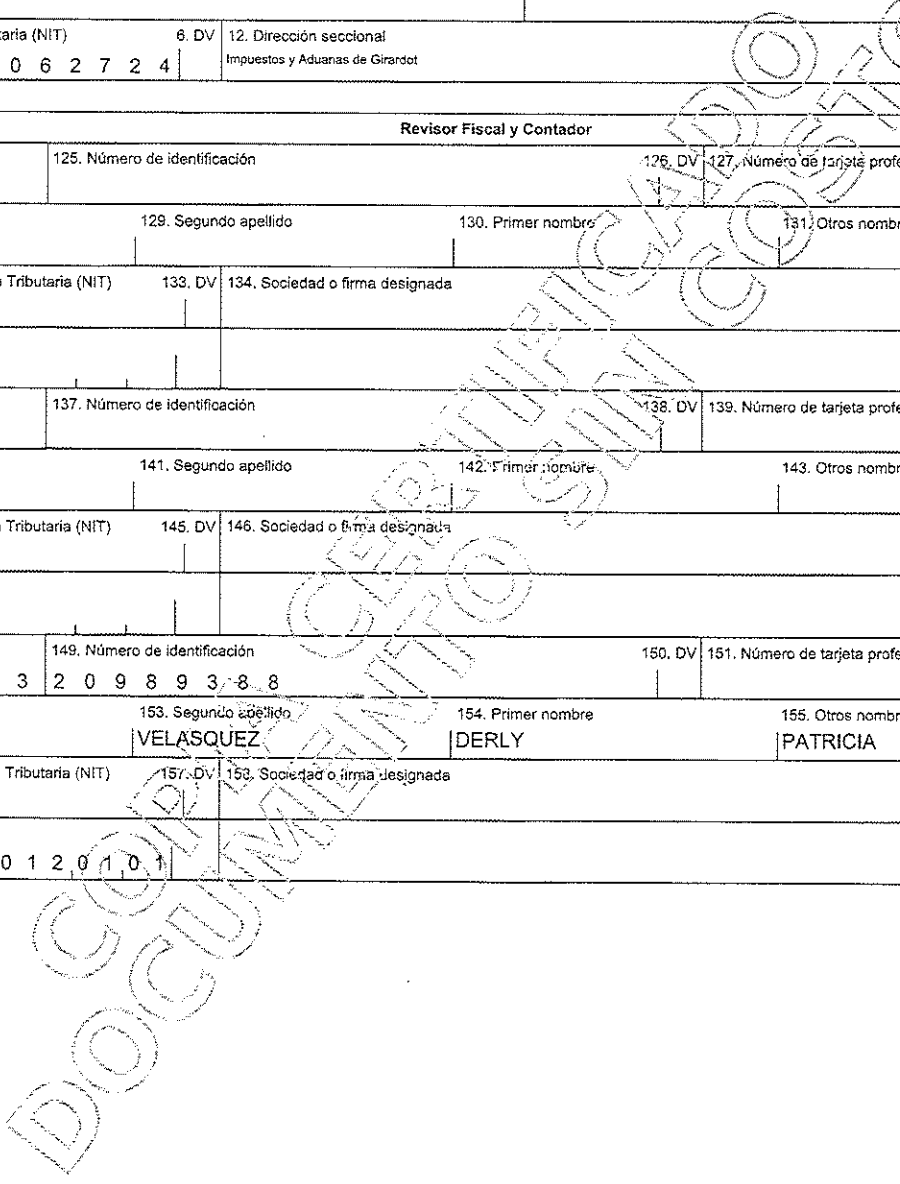 taria (NIT) 6. DV 12. Dirección seccional
0 6 2 7 2 4 Impuestos y Aduanas de Girardot
Revisor Fiscal y Contador
125. Número de identificación 126. DV 127. Número de tarjeta profe
129. Segundo apellido 130. Primer nombre 131. Otros nombr
Tributaria (NIT) 133. DV 134. Sociedad o firma designada
137. Número de identificación 138. DV 139. Número de tarjeta profe
141. Segundo apellido 142. Primer nombre 143. Otros nombr
Tributaria (NIT) 145. DV 146. Sociedad o firma designada
149. Número de identificación 150. DV 151. Número de tarjeta profe
3 2 0 9 8 9 3 8 8
153. Segundo apellido 154. Primer nombre 155. Otros nombr
VELASQUEZ DERLY PATRICIA
Tributaria (NIT) 157. DV 158. Sociedad o firma designada
0 1 2 0 1 0 1
COPIA CERTIFICADO
DOCUMENTO SIN COSTO